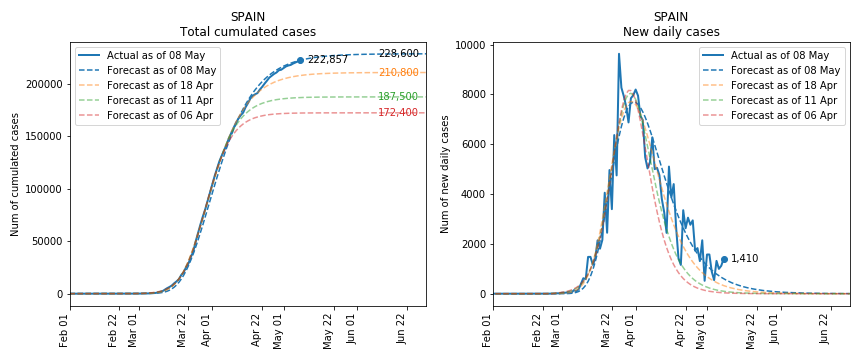 SPAIN
Total cumulated cases
Num of cumulated cases
200000
150000
100000
50000
0
Actual as of 08 May
Forecast as of 08 May
Forecast as of 18 Apr
Forecast as of 11 Apr
Forecast as of 06 Apr
222,857
228,600
210,800
187,500
172,400
Feb 01
Feb 22
Mar 01
Mar 22
Apr 01
Apr 22
May 01
May 22
Jun 01
Jun 22
SPAIN
New daily cases
Num of new daily cases
10000
8000
6000
4000
2000
0
Actual as of 08 May
Forecast as of 08 May
Forecast as of 18 Apr
Forecast as of 11 Apr
Forecast as of 06 Apr
1,410
Feb 01
Feb 22
Mar 01
Mar 22
Apr 01
Apr 22
May 01
May 22
Jun 01
Jun 22